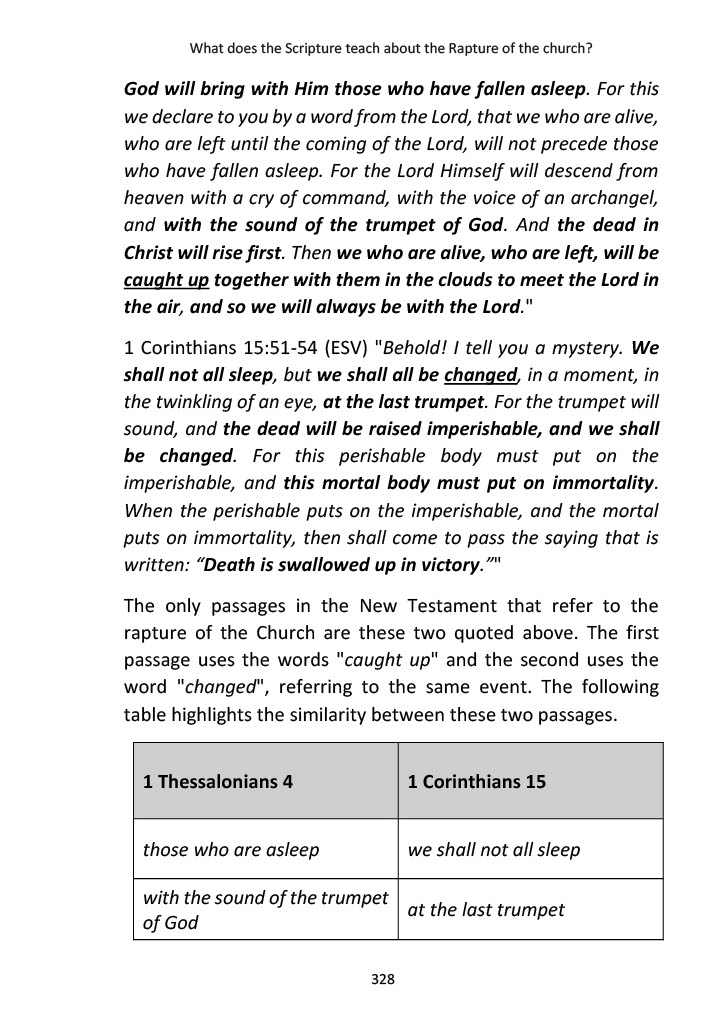 What does the Scripture teach about the Rapture of the church?
God will bring with Him those who have fallen asleep. For this
we declare to you by a word from the Lord, that we who are alive,
who are left until the coming of the Lord, will not precede those
who have fallen asleep. For the Lord Himself will descend from
heaven with a cry of command, with the voice of an archangel,
and with the sound of the trumpet of God. And the dead in
Christ will rise first. Then we who are alive, who are left, will be
caught up together with them in the clouds to meet the Lord in
the air, and so we will always be with the Lord."
1 Corinthians 15:51-54 (ESV) "Behold! I tell you a mystery. We
shall not all sleep, but we shall all be changed, in a moment, in
the twinkling of an eye, at the last trumpet. For the trumpet will
sound, and the dead will be raised imperishable, and we shall
be changed. For this perishable body must put on the
imperishable, and this mortal body must put on immortality.
When the perishable puts on the imperishable, and the mortal
puts on immortality, then shall come to pass the saying that is
written: “Death is swallowed up in victory.”"
The only passages in the New Testament that refer to the
rapture of the Church are these two quoted above. The first
passage uses the words "caught up" and the second uses the
word "changed", referring to the same event. The following
table highlights the similarity between these two passages.
1 Thessalonians 4
1 Corinthians 15
those who are asleep
we shall not all sleep
with the sound of the trumpet
of God
at the last trumpet
328